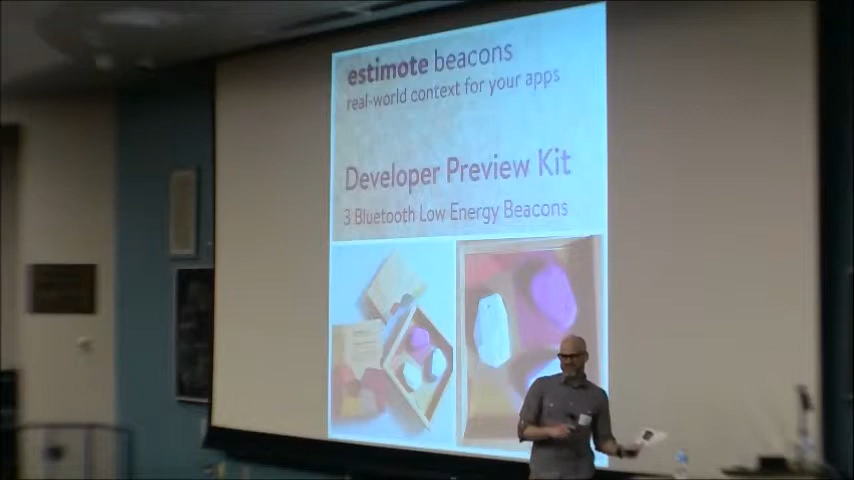 estimote beacons
real-world context for your apps
Developer Preview Kit
3 Bluetooth Low Energy Beacons